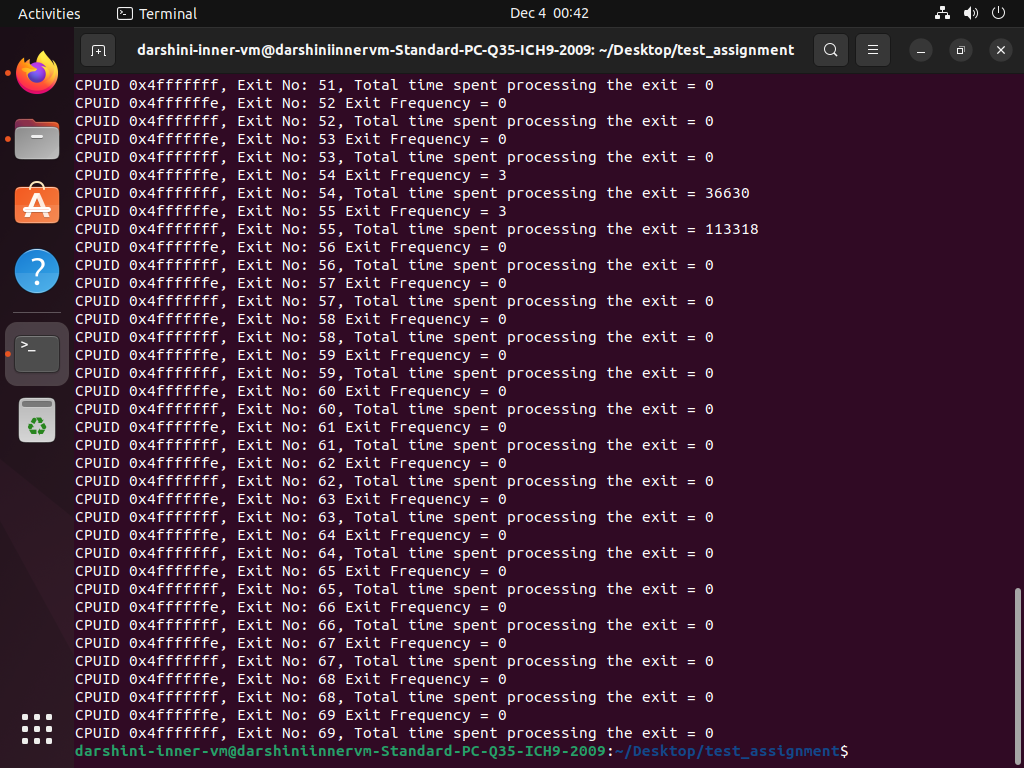 Activities
Terminal
Dec 4 00:42
darshini-inner-vm@darshiniinnervm-Standard-PC-Q35-ICH9-2009: ~/Desktop/test_assignment
CPUID 0x4fffffff, Exit No: 51, Total time spent processing the exit = 0
CPUID 0x4ffffffe, Exit No: 52 Exit Frequency = 0
CPUID 0x4fffffff, Exit No: 52, Total time spent processing the exit = 0
CPUID 0x4ffffffe, Exit No: 53 Exit Frequency = 0
CPUID 0x4fffffff, Exit No: 53, Total time spent processing the exit = 0
CPUID 0x4ffffffe, Exit No: 54 Exit Frequency = 3
CPUID 0x4fffffff, Exit No: 54, Total time spent processing the exit = 36630
CPUID 0x4ffffffe, Exit No: 55 Exit Frequency = 3
CPUID 0x4fffffff, Exit No: 55, Total time spent processing the exit = 113318
CPUID 0x4ffffffe, Exit No: 56 Exit Frequency = 0
CPUID 0x4fffffff, Exit No: 56, Total time spent processing the exit = 0
CPUID 0x4ffffffe, Exit No: 57 Exit Frequency = 0
CPUID 0x4fffffff, Exit No: 57, Total time spent processing the exit = 0
CPUID 0x4ffffffe, Exit No: 58 Exit Frequency = 0
CPUID 0x4fffffff, Exit No: 58, Total time spent processing the exit = 0
CPUID 0x4ffffffe, Exit No: 59 Exit Frequency = 0
CPUID 0x4fffffff, Exit No: 59, Total time spent processing the exit = 0
CPUID 0x4ffffffe, Exit No: 60 Exit Frequency = 0
CPUID 0x4fffffff, Exit No: 60, Total time spent processing the exit = 0
CPUID 0x4ffffffe, Exit No: 61 Exit Frequency = 0
CPUID 0x4fffffff, Exit No: 61, Total time spent processing the exit = 0
CPUID 0x4ffffffe, Exit No: 62 Exit Frequency = 0
CPUID 0x4fffffff, Exit No: 62, Total time spent processing the exit = 0
CPUID 0x4ffffffe, Exit No: 63 Exit Frequency = 0
CPUID 0x4fffffff, Exit No: 63, Total time spent processing the exit = 0
CPUID 0x4ffffffe, Exit No: 64 Exit Frequency = 0
CPUID 0x4fffffff, Exit No: 64, Total time spent processing the exit = 0
CPUID 0x4ffffffe, Exit No: 65 Exit Frequency = 0
CPUID 0x4fffffff, Exit No: 65, Total time spent processing the exit = 0
CPUID 0x4ffffffe, Exit No: 66 Exit Frequency = 0
CPUID 0x4fffffff, Exit No: 66, Total time spent processing the exit = 0
CPUID 0x4ffffffe, Exit No: 67 Exit Frequency = 0
CPUID 0x4fffffff, Exit No: 67, Total time spent processing the exit = 0
CPUID 0x4ffffffe, Exit No: 68 Exit Frequency = 0
CPUID 0x4fffffff, Exit No: 68, Total time spent processing the exit = 0
CPUID 0x4ffffffe, Exit No: 69 Exit Frequency = 0
CPUID 0x4fffffff, Exit No: 69, Total time spent processing the exit = 0
darshini-inner-vm@darshiniinnervm-Standard-PC-Q35-ICH9-2009:~/Desktop/test_assignment$